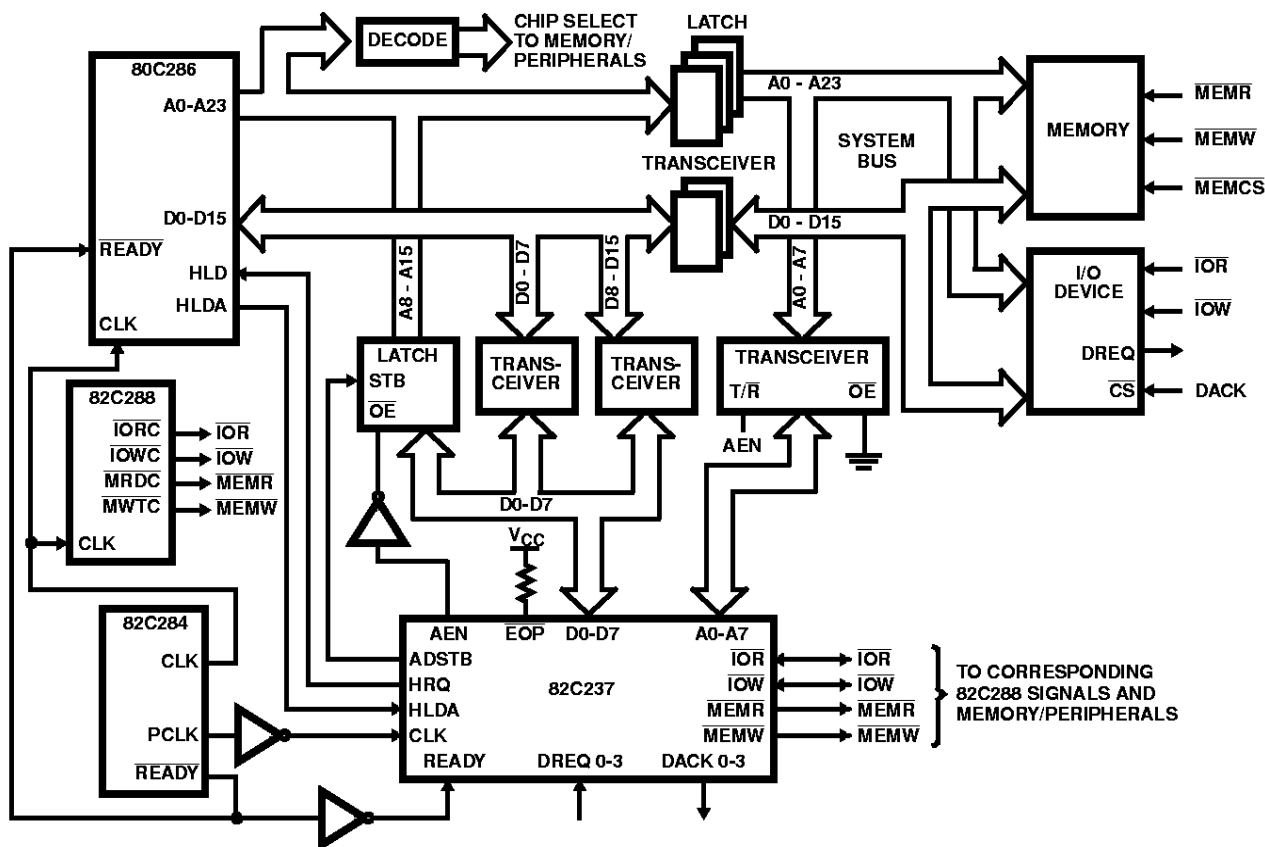 80C286
A0-A23
D0-D15
READY
HLD
HLDA
CLK
DECODE
CHIP SELECT
TO MEMORY/
PERIPHERALS
LATCH
A0 - A23
TRANSCEIVER
SYSTEM
BUS
D0 - D15
MEMORY
MEMR
MEMW
MEMCS
I/O
DEVICE
IOR
IOW
DREQ
CS
DACK
A8 - A15
D0 - D7
D8 - D15
A0 - A7
LATCH
STB
OE
TRANS-
CEIVER
TRANS-
CEIVER
TRANSCEIVER
T/R
OE
AEN
82C288
IORC
IOR
IOWC
IOW
MRDC
MEMR
MWTC
MEMW
CLK
D0-D7
VCC
82C284
CLK
PCLK
READY
AEN
EOP
D0-D7
A0-A7
ADSTB
HRQ
HLDA
CLK
READY
82C237
DREQ 0-3
DACK 0-3
IOR
IOR
IOW
IOW
MEMR
MEMR
MEMW
MEMW
TO CORRESPONDING
82C288 SIGNALS AND
MEMORY/PERIPHERALS